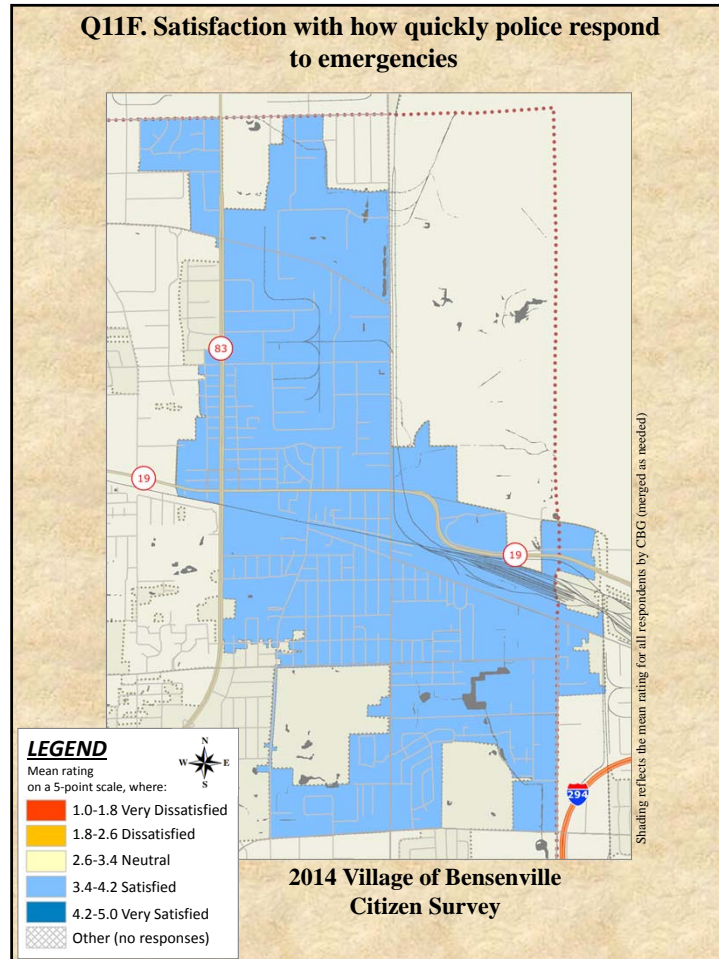 Q11F. Satisfaction with how quickly police respond
to emergencies
83
19
19
294
Shading reflects the mean rating for all respondents by CBG (merged as needed)
LEGEND
Mean rating
on a 5-point scale, where:
N
W
E
S
1.0-1.8 Very Dissatisfied
1.8-2.6 Dissatisfied
2.6-3.4 Neutral
3.4-4.2 Satisfied
4.2-5.0 Very Satisfied
Other (no responses)
2014 Village of Bensenville
Citizen Survey